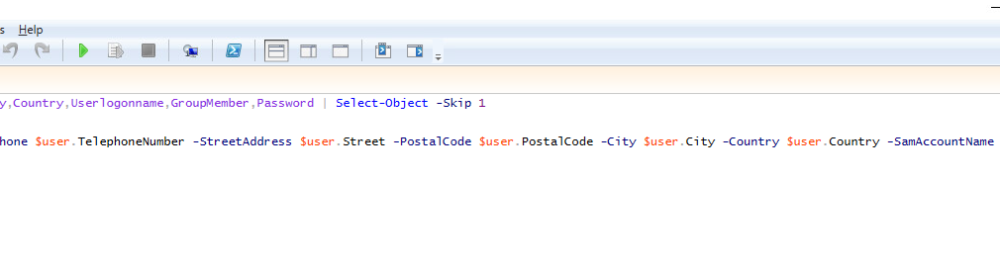 s Help
y,Country,Userlogonname,GroupMember,Password | Select-Object -Skip 1
hone $user.TelephoneNumber -StreetAddress $user.Street -PostalCode $user.PostalCode -City $user.City -Country $user.Country -SamAccountName